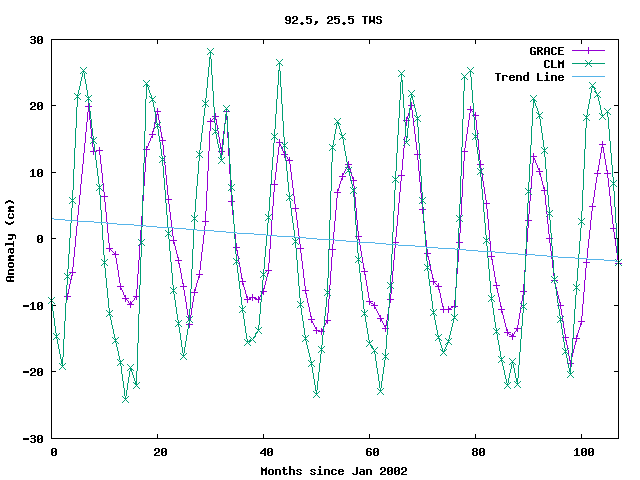 92.5, 25.5 TWS
GRACE
CLM
Trend Line
30
20
10
0
-10
-20
-30
Anomaly (cm)
0 20 40 60 80 100
Months since Jan 2002